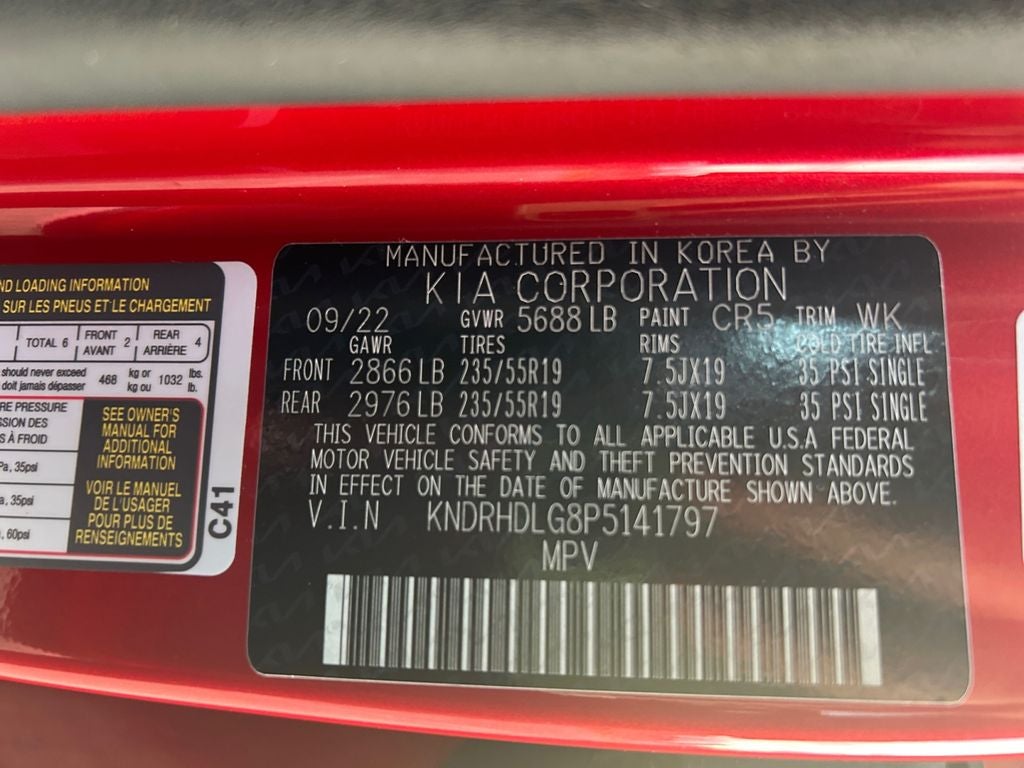 ND LOADING INFORMATION
SUR LES PNEUS ET LE CHARGEMENT
TOTAL 6 FRONT AVANT 2 REAR ARRIÈRE 4
should never exceed
doit jamais dépasser 468 kg or kg ou 1032 lbs. lb.
RE PRESSURE
SSION DES
S À FROID
Pa, 35psi
a, 35psi
, 60psi
SEE OWNER'S
MANUAL FOR
ADDITIONAL
INFORMATION
VOIR LE MANUEL
DE L'USAGER
POUR PLUS DE
RENSEIGNEMENTS
C41
MANUFACTURED IN KOREA BY
KIA CORPORATION
09/22 GVWR 5688 LB PAINT CR5 TRIM WK
GAWR TIRES RIMS COLD TIRE INFL
FRONT 2866 LB 235/55R19 7.5JX19 35 PSI SINGLE
REAR 2976 LB 235/55R19 7.5JX19 35 PSI SINGLE
THIS VEHICLE CONFORMS TO ALL APPLICABLE U.S.A FEDERAL
MOTOR VEHICLE SAFETY AND THEFT PREVENTION STANDARDS
IN EFFECT ON THE DATE OF MANUFACTURE SHOWN ABOVE.
V.I.N KNDRHDLG8P5141797
MPV